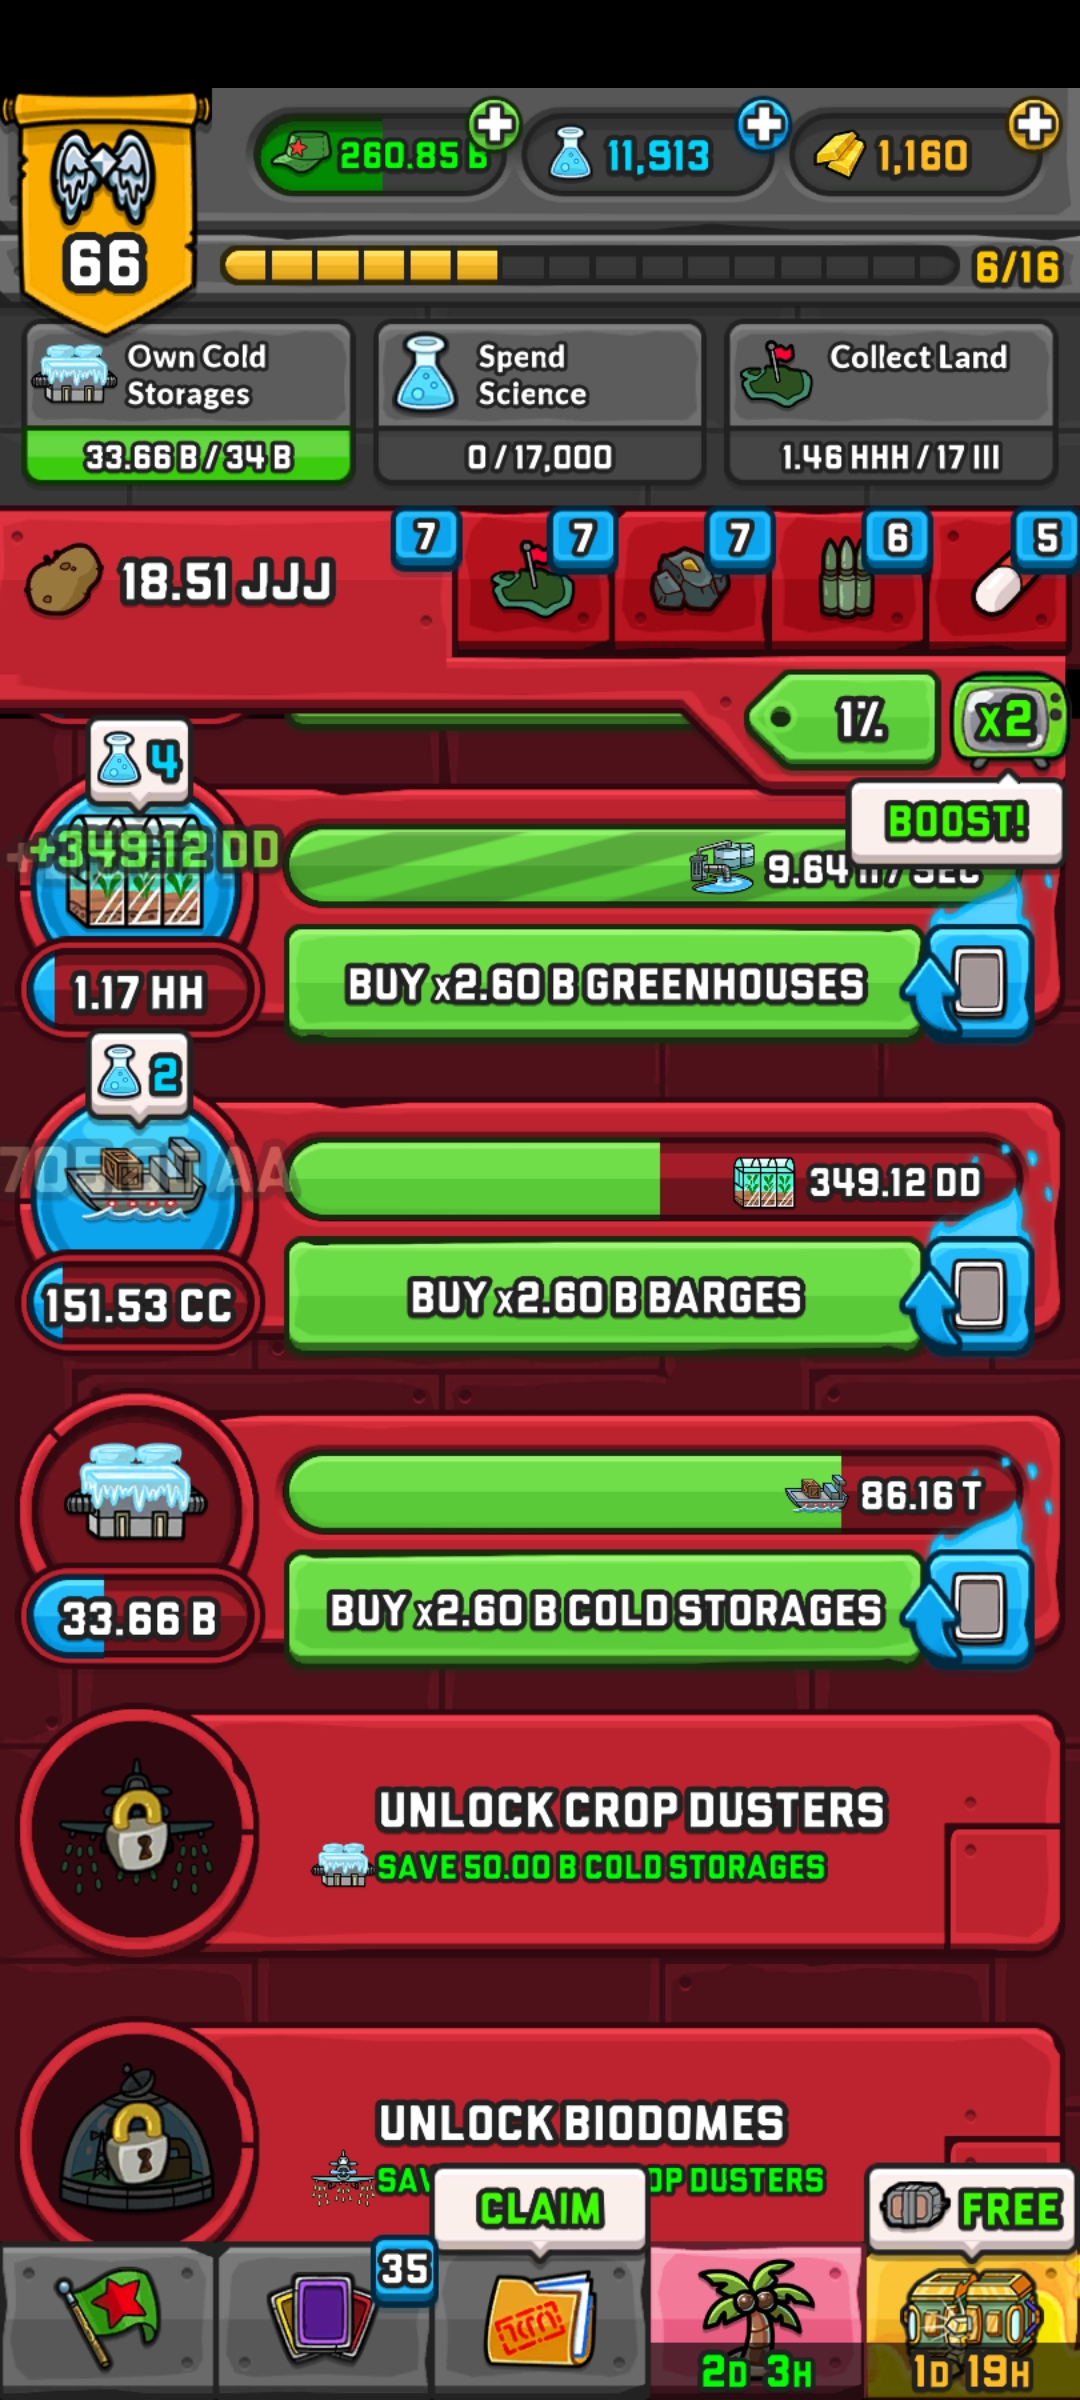 260.85 B
11,913
1,160
66
6/16
Own Cold
Storages
33.66 B / 34 B
Spend
Science
0 / 17,000
Collect Land
1.46 HHH / 17 III
18.51 JJJ
7
7
7
6
5
1%
x2
BOOST!
4
+349.12 DD
9.64
1.17 HH
BUY x2.60 B GREENHOUSES
2
349.12 DD
151.53 CC
BUY x2.60 B BARGES
86.16 T
33.66 B
BUY x2.60 B COLD STORAGES
UNLOCK CROP DUSTERS
SAVE 50.00 B COLD STORAGES
UNLOCK BIODOMES
DUSTERS
CLAIM
FREE
35
2D 3H
1D 19H